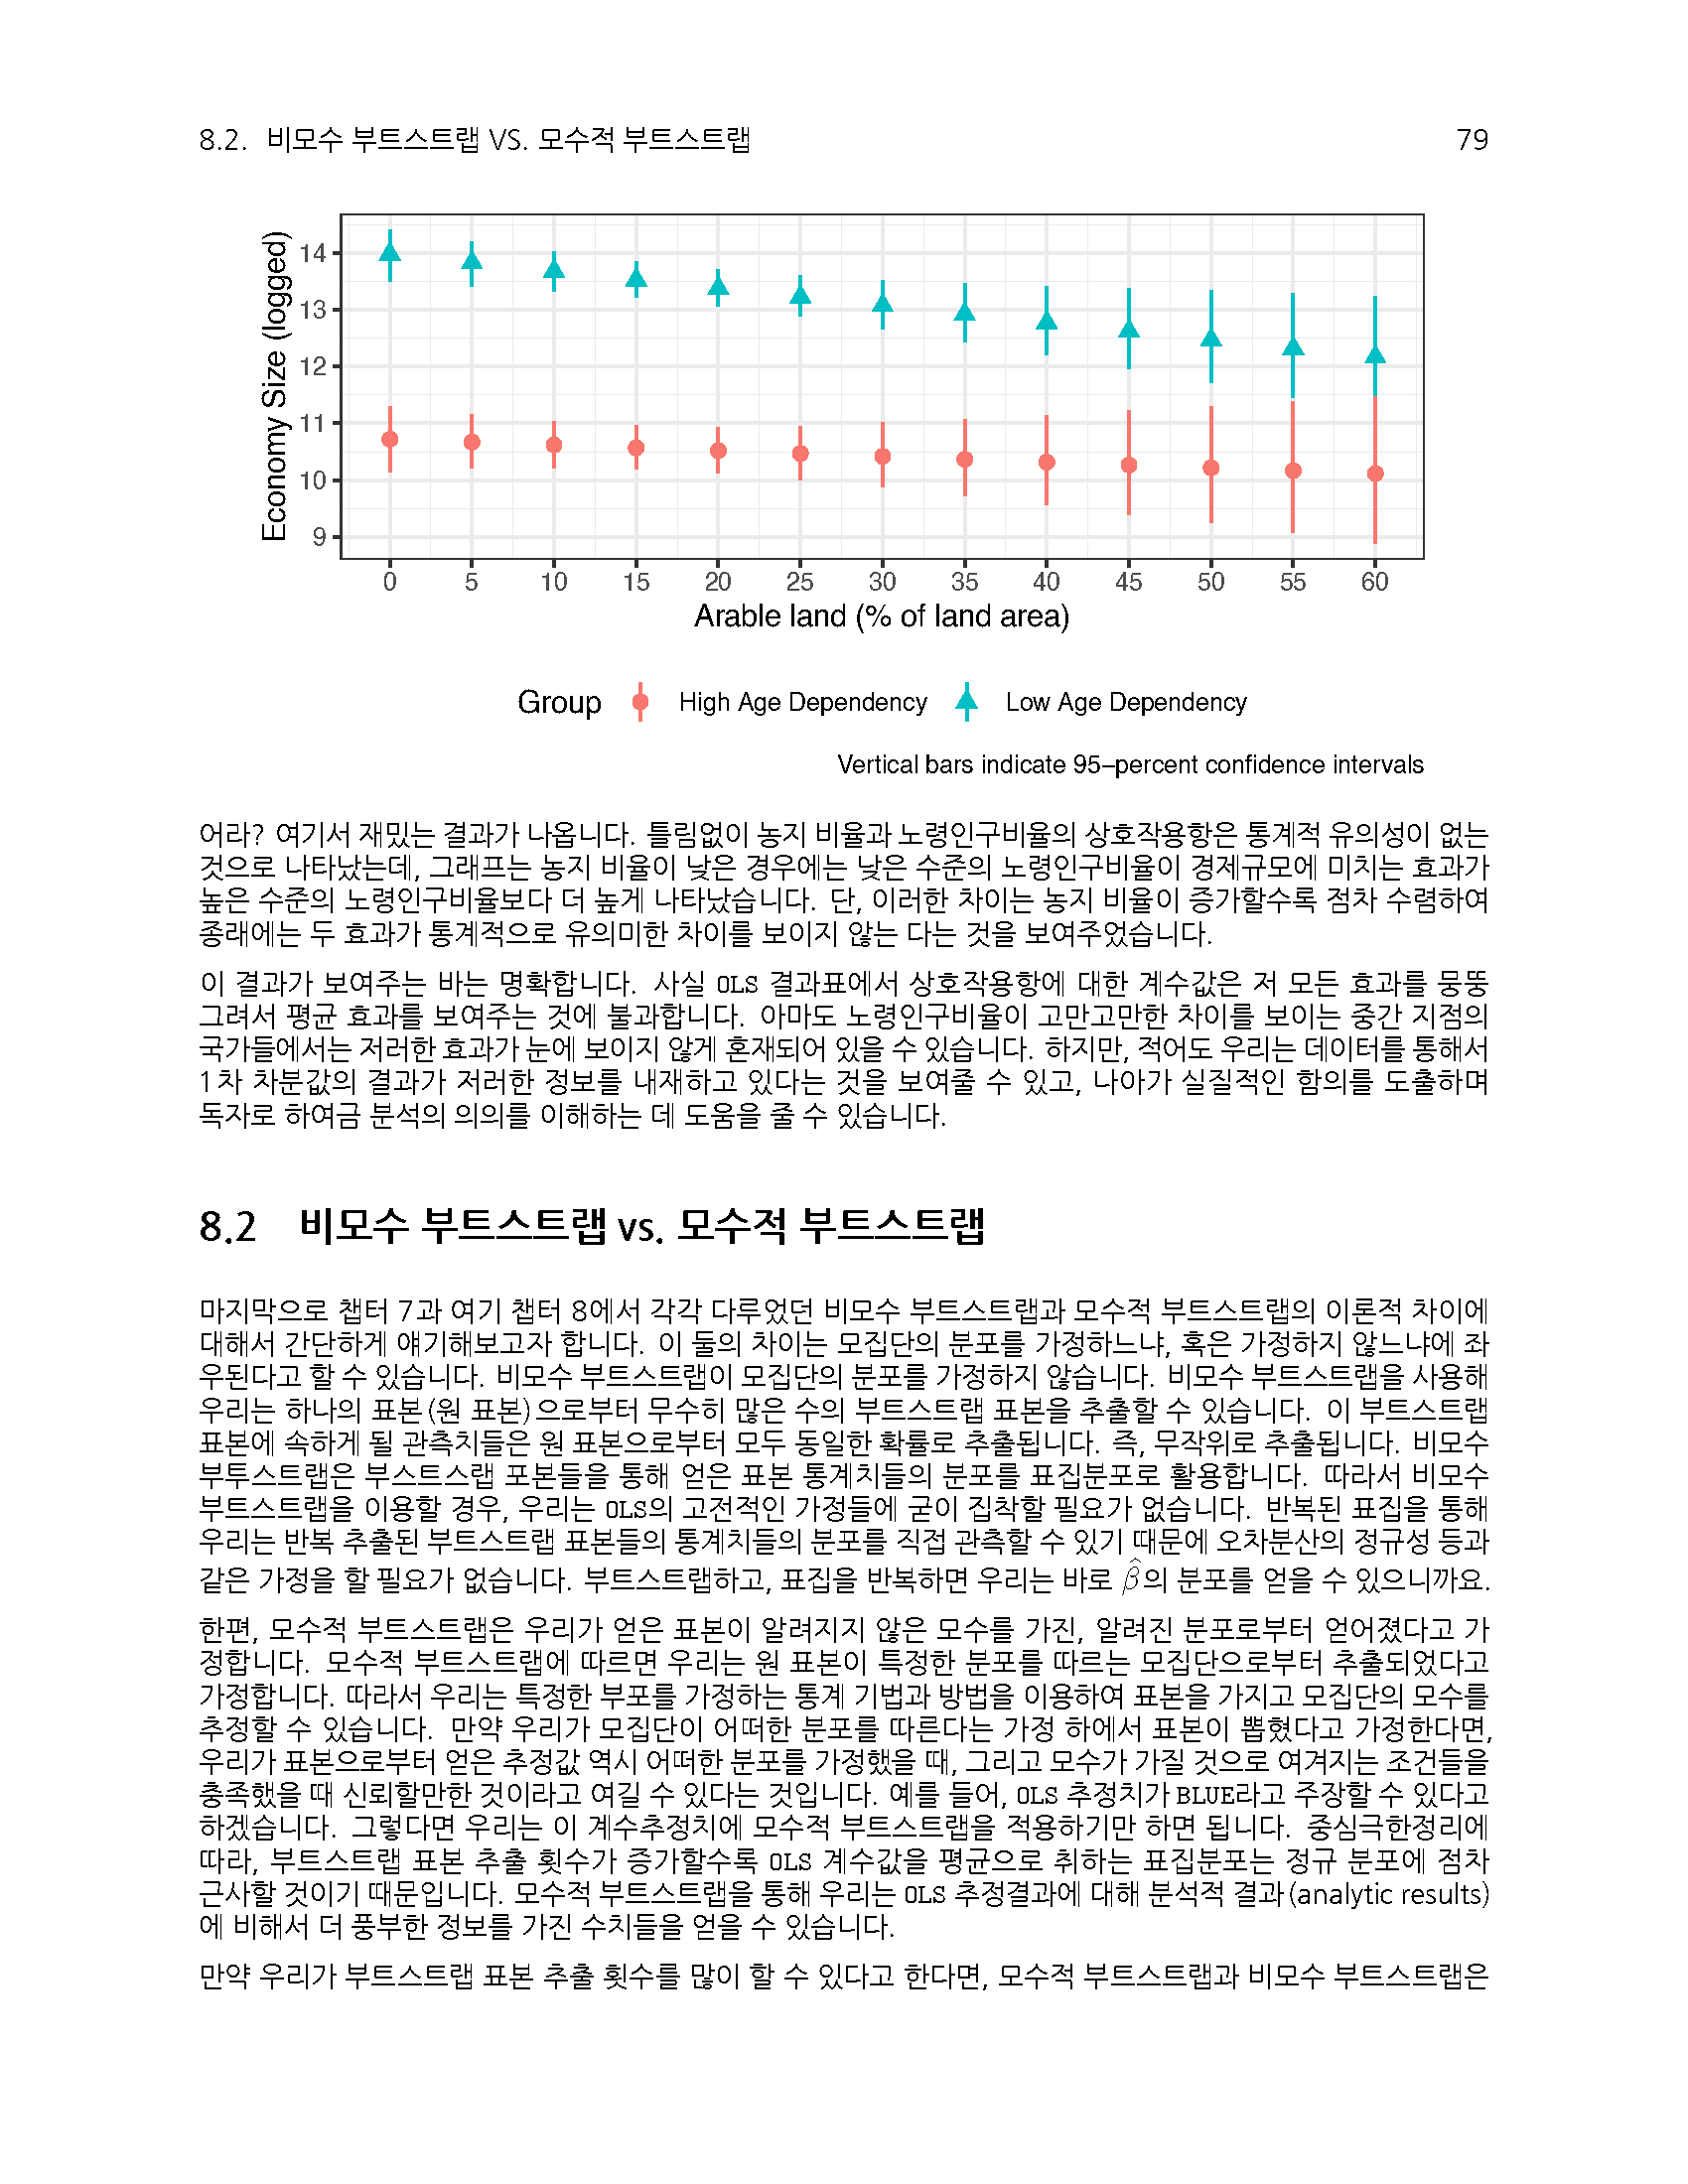 8.2. 비모수 부트스트랩 VS. 모수적 부트스트랩 79
Economy Size (logged)
14
13
12
11
10
9
0 5 10 15 20 25 30 35 40 45 50 55 60
Arable land (% of land area)
Group High Age Dependency Low Age Dependency
Vertical bars indicate 95−percent confidence intervals
어라? 여기서 재밌는 결과가 나옵니다. 틀림없이 농지 비율과 노령인구비율의 상호작용항은 통계적 유의성이 없는
것으로 나타났는데, 그래프는 농지 비율이 낮은 경우에는 낮은 수준의 노령인구비율이 경제규모에 미치는 효과가
높은 수준의 노령인구비율보다 더 높게 나타났습니다. 단, 이러한 차이는 농지 비율이 증가할수록 점차 수렴하여
종래에는 두 효과가 통계적으로 유의미한 차이를 보이지 않는 다는 것을 보여주었습니다.
이 결과가 보여주는 바는 명확합니다. 사실 OLS 결과표에서 상호작용항에 대한 계수값은 저 모든 효과를 뭉뚱
그려서 평균 효과를 보여주는 것에 불과합니다. 아마도 노령인구비율이 고만고만한 차이를 보이는 중간 지점의
국가들에서는 저러한 효과가 눈에 보이지 않게 혼재되어 있을 수 있습니다. 하지만, 적어도 우리는 데이터를 통해서
1차 차분값의 결과가 저러한 정보를 내재하고 있다는 것을 보여줄 수 있고, 나아가 실질적인 함의를 도출하며
독자로 하여금 분석의 의의를 이해하는 데 도움을 줄 수 있습니다.
8.2 비모수 부트스트랩 vs. 모수적 부트스트랩
마지막으로 챕터 7과 여기 챕터 8에서 각각 다루었던 비모수 부트스트랩과 모수적 부트스트랩의 이론적 차이에
대해서 간단하게 얘기해보고자 합니다. 이 둘의 차이는 모집단의 분포를 가정하느냐, 혹은 가정하지 않느냐에 좌
우된다고 할 수 있습니다. 비모수 부트스트랩이 모집단의 분포를 가정하지 않습니다. 비모수 부트스트랩을 사용해
우리는 하나의 표본(원 표본)으로부터 무수히 많은 수의 부트스트랩 표본을 추출할 수 있습니다. 이 부트스트랩
표본에 속하게 될 관측치들은 원 표본으로부터 모두 동일한 확률로 추출됩니다. 즉, 무작위로 추출됩니다. 비모수
부투스트랩은 부스트스랩 포본들을 통해 얻은 표본 통계치들의 분포를 표집분포로 활용합니다. 따라서 비모수
부트스트랩을 이용할 경우, 우리는 OLS의 고전적인 가정들에 굳이 집착할 필요가 없습니다. 반복된 표집을 통해
우리는 반복 추출된 부트스트랩 표본들의 통계치들의 분포를 직접 관측할 수 있기 때문에 오차분산의 정규성 등과
같은 가정을 할 필요가 없습니다. 부트스트랩하고, 표집을 반복하면 우리는 바로 β̂의 분포를 얻을 수 있으니까요.
한편, 모수적 부트스트랩은 우리가 얻은 표본이 알려지지 않은 모수를 가진, 알려진 분포로부터 얻어졌다고 가
정합니다. 모수적 부트스트랩에 따르면 우리는 원 표본이 특정한 분포를 따르는 모집단으로부터 추출되었다고
가정합니다. 따라서 우리는 특정한 부포를 가정하는 통계 기법과 방법을 이용하여 표본을 가지고 모집단의 모수를
추정할 수 있습니다. 만약 우리가 모집단이 어떠한 분포를 따른다는 가정 하에서 표본이 뽑혔다고 가정한다면,
우리가 표본으로부터 얻은 추정값 역시 어떠한 분포를 가정했을 때, 그리고 모수가 가질 것으로 여겨지는 조건들을
충족했을 때 신뢰할만한 것이라고 여길 수 있다는 것입니다. 예를 들어, OLS 추정치가 BLUE라고 주장할 수 있다고
하겠습니다. 그렇다면 우리는 이 계수추정치에 모수적 부트스트랩을 적용하기만 하면 됩니다. 중심극한정리에
따라, 부트스트랩 표본 추출 횟수가 증가할수록 OLS 계수값을 평균으로 취하는 표집분포는 정규 분포에 점차
근사할 것이기 때문입니다. 모수적 부트스트랩을 통해 우리는 OLS 추정결과에 대해 분석적 결과(analytic results)
에 비해서 더 풍부한 정보를 가진 수치들을 얻을 수 있습니다.
만약 우리가 부트스트랩 표본 추출 횟수를 많이 할 수 있다고 한다면, 모수적 부트스트랩과 비모수 부트스트랩은